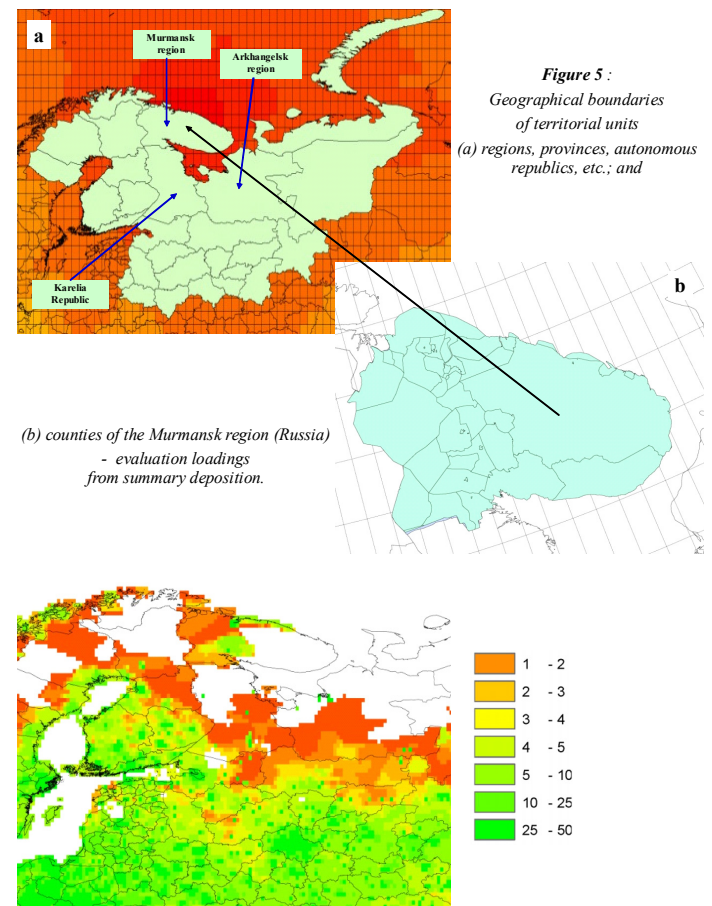 a
Murmansk
region
Arkhangelsk
region
Karelia
Republic
Figure 5 :
Geographical boundaries
of territorial units
(a) regions, provinces, autonomous
republics, etc.; and
b
(b) counties of the Murmansk region (Russia)
- evaluation loadings
from summary deposition.
1 - 2
2 - 3
3 - 4
4 - 5
5 - 10
10 - 25
25 - 50